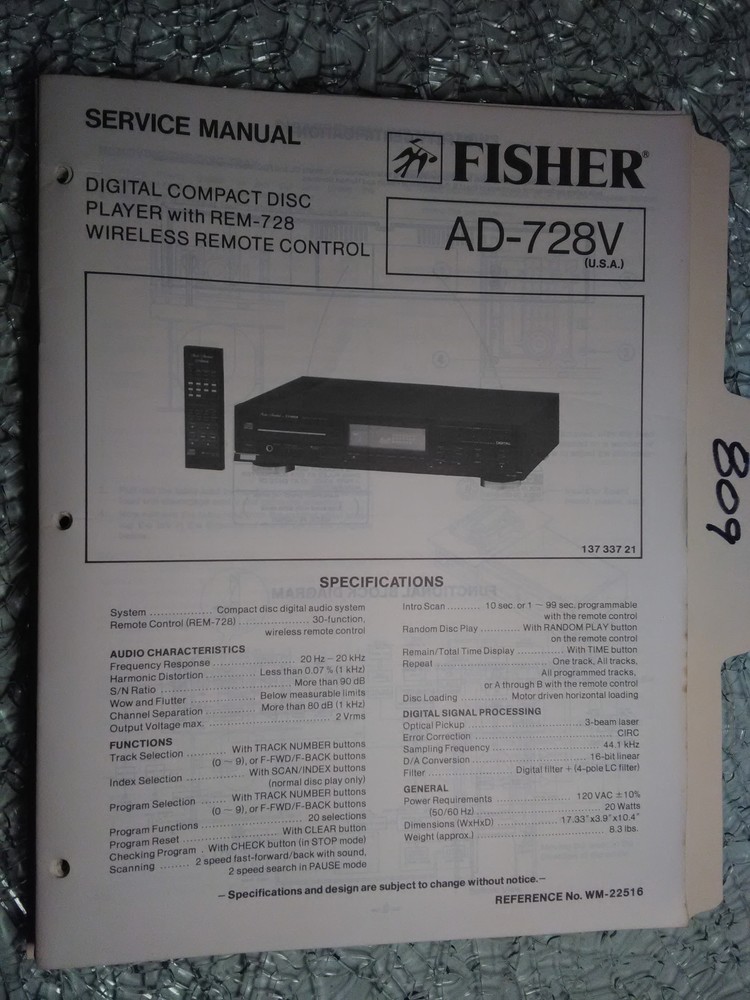 SERVICE MANUAL
FISHER®
DIGITAL COMPACT DISC
PLAYER with REM-728
WIRELESS REMOTE CONTROL
AD-728V
(U.S.A.)
137 337 21
809
SPECIFICATIONS
System ................. Compact disc digital audio system
Remote Control (REM-728) ................... 30-function,
wireless remote control
AUDIO CHARACTERISTICS
Frequency Response ........................ 20 Hz – 20 kHz
Harmonic Distortion .............. Less than 0.07 % (1 kHz)
S/N Ratio .................................. More than 90 dB
Wow and Flutter .................... Below measurable limits
Channel Separation ............... More than 80 dB (1 kHz)
Output Voltage max. ................................... 2 Vrms
FUNCTIONS
Track Selection .......... With TRACK NUMBER buttons
(0 ~ 9), or F-FWD/F-BACK buttons
Index Selection ................ With SCAN/INDEX buttons
(normal disc play only)
Program Selection ....... With TRACK NUMBER buttons
(0 ~ 9), or F-FWD/F-BACK buttons
Program Functions ............................ 20 selections
Program Reset .......................... With CLEAR button
Checking Program . With CHECK button (in STOP mode)
Scanning ........ 2 speed fast-forward/back with sound,
2 speed search in PAUSE mode
Intro Scan .......... 10 sec. or 1 ~ 99 sec. programmable
with the remote control
Random Disc Play ............ With RANDOM PLAY button
on the remote control
Remain/Total Time Display .............. With TIME button
Repeat ................................ One track, All tracks,
All programmed tracks,
or A through B with the remote control
Disc Loading .............. Motor driven horizontal loading
DIGITAL SIGNAL PROCESSING
Optical Pickup ................................. 3-beam laser
Error Correction ....................................... CIRC
Sampling Frequency ................................ 44.1 kHz
D/A Conversion ................................ 16-bit linear
Filter ........................ Digital filter + (4-pole LC filter)
GENERAL
Power Requirements ....................... 120 VAC ±10%
(50/60 Hz) ................................... 20 Watts
Dimensions (WxHxD) .................. 17.33"x3.9"x10.4"
Weight (approx.) ..................................... 8.3 lbs.
– Specifications and design are subject to change without notice. –
REFERENCE No. WM-22516